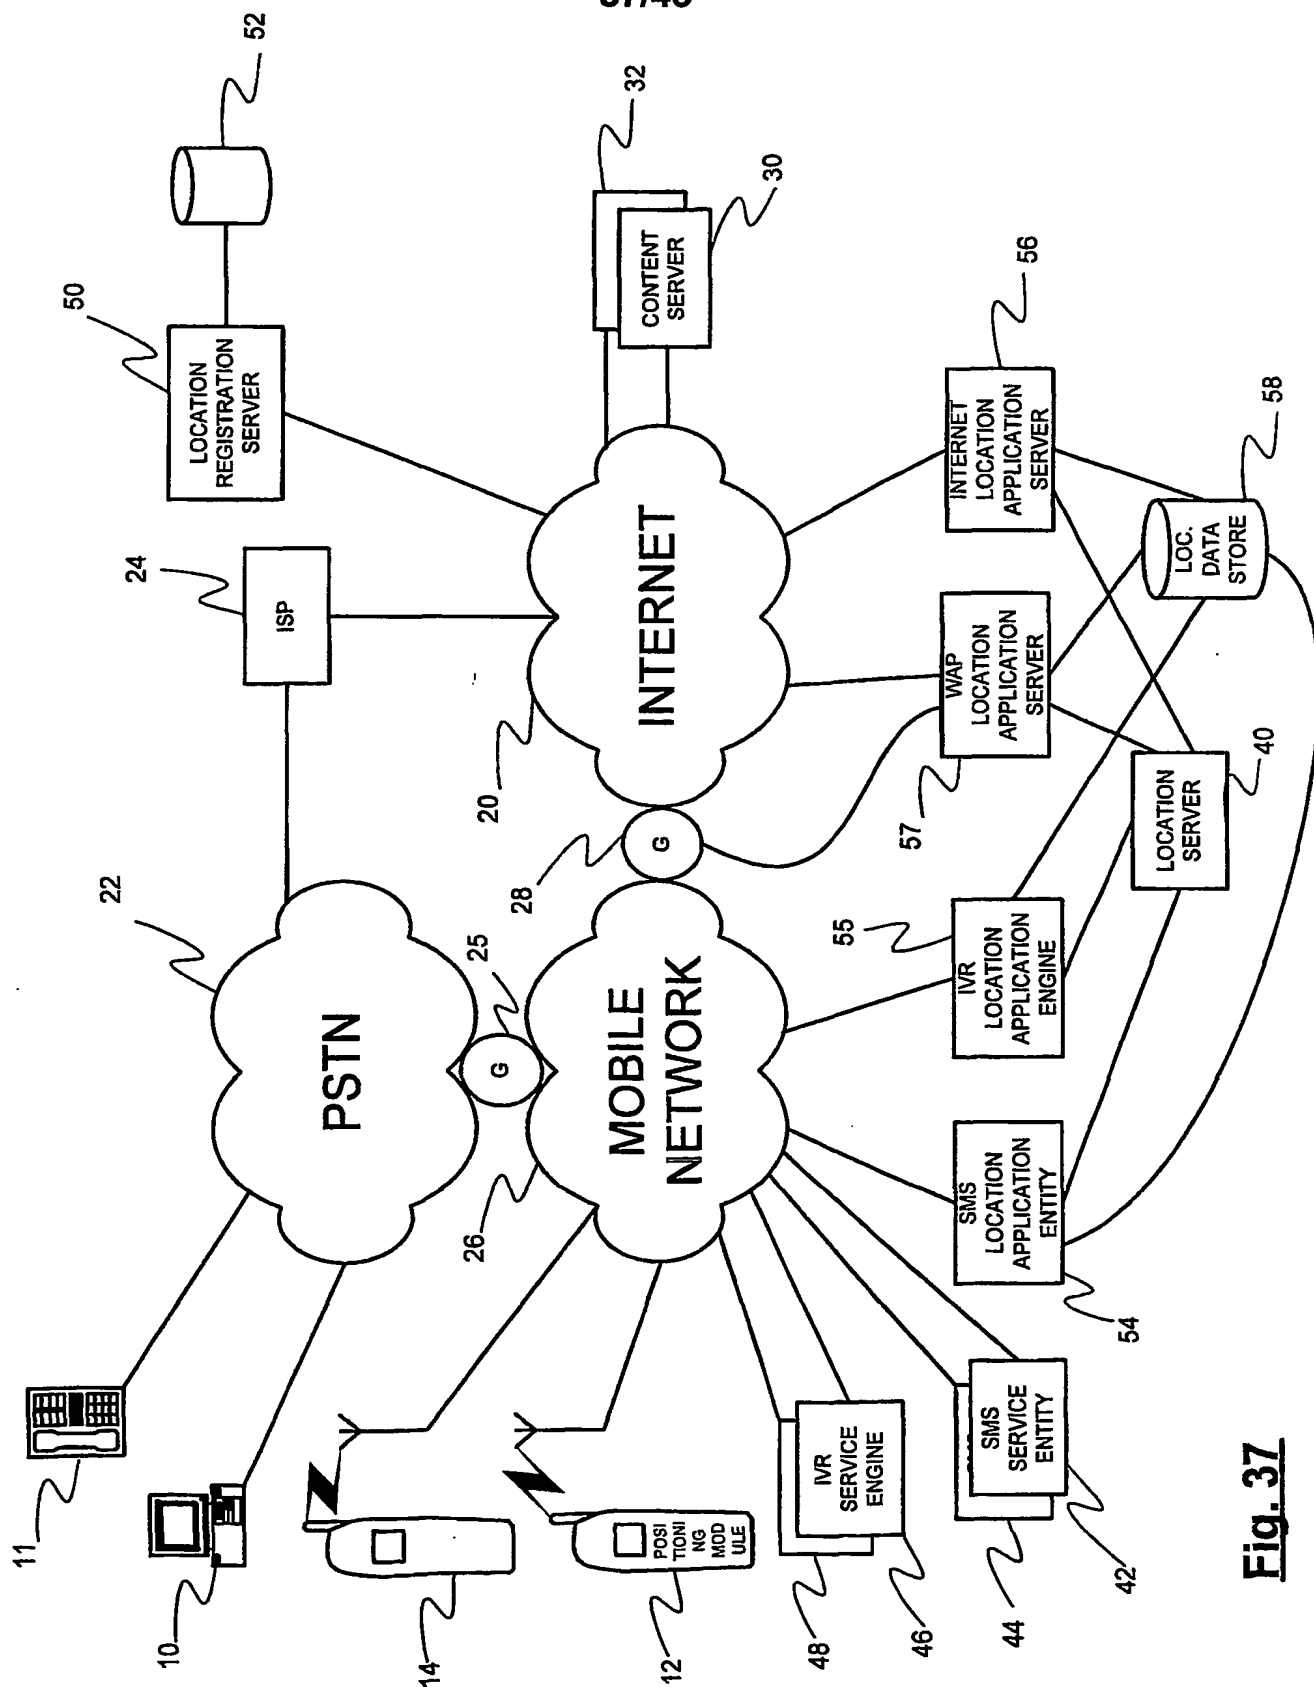 10
11
14
12
48
46
44
42
POSI
TIONI
NG
MOD
ULE
IVR
SERVICE
ENGINE
SMS
SERVICE
ENTITY
22
PSTN
24
ISP
50
LOCATION
REGISTRATION
SERVER
52
26
25
G
MOBILE
NETWORK
28
G
20
INTERNET
32
CONTENT
SERVER
30
54
SMS
LOCATION
APPLICATION
ENTITY
55
IVR
LOCATION
APPLICATION
ENGINE
57
WAP
LOCATION
APPLICATION
SERVER
INTERNET
LOCATION
APPLICATION
SERVER
56
LOCATION
SERVER
40
LOC.
DATA
STORE
58
Fig. 37